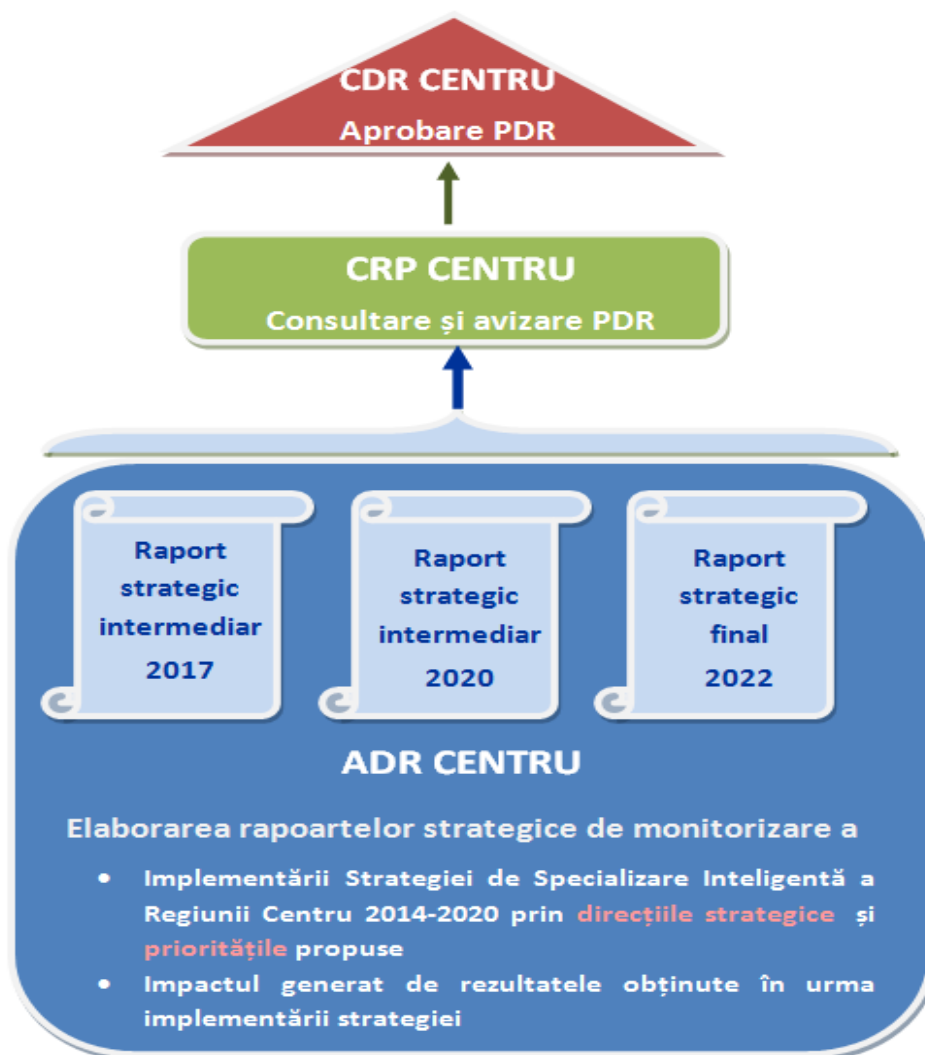 CDR CENTRU
Aprobare PDR
CRP CENTRU
Consultare și avizare PDR
Raport
strategic
intermediar
2017
Raport
strategic
intermediar
2020
Raport
strategic
final
2022
ADR CENTRU
Elaborarea rapoartelor strategice de monitorizare a
• Implementării Strategiei de Specializare Inteligentă a
Regiunii Centru 2014-2020 prin direcțiile strategice și
prioritățile propuse
• Impactul generat de rezultatele obținute în urma
implementării strategiei